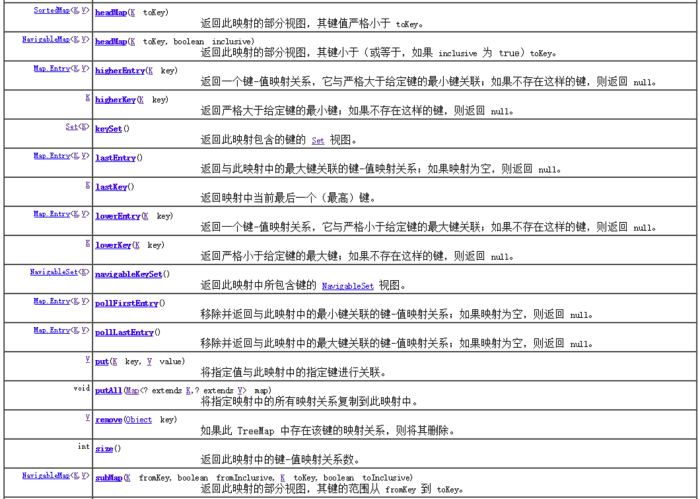 SortedMap<K,V> headMap(K toKey)
返回此映射的部分视图，其键值严格小于 toKey。
NavigableMap<K,V> headMap(K toKey, boolean inclusive)
返回此映射的部分视图，其键小于（或等于，如果 inclusive 为 true）toKey。
Map.Entry<K,V> higherEntry(K key)
返回一个键-值映射关系，它与严格大于给定键的最小键关联；如果不存在这样的键，则返回 null。
K higherKey(K key)
返回严格大于给定键的最小键；如果不存在这样的键，则返回 null。
Set<K> keySet()
返回此映射包含的键的 Set 视图。
Map.Entry<K,V> lastEntry()
返回与此映射中的最大键关联的键-值映射关系；如果映射为空，则返回 null。
K lastKey()
返回映射中当前最后一个（最高）键。
Map.Entry<K,V> lowerEntry(K key)
返回一个键-值映射关系，它与严格小于给定键的最大键关联；如果不存在这样的键，则返回 null。
K lowerKey(K key)
返回严格小于给定键的最大键；如果不存在这样的键，则返回 null。
NavigableSet<K> navigableKeySet()
返回此映射中所包含键的 NavigableSet 视图。
Map.Entry<K,V> pollFirstEntry()
移除并返回与此映射中的最小键关联的键-值映射关系；如果映射为空，则返回 null。
Map.Entry<K,V> pollLastEntry()
移除并返回与此映射中的最大键关联的键-值映射关系；如果映射为空，则返回 null。
V put(K key, V value)
将指定值与此映射中的指定键进行关联。
void putAll(Map<? extends K,? extends V> map)
将指定映射中的所有映射关系复制到此映射中。
V remove(Object key)
如果此 TreeMap 中存在该键的映射关系，则将其删除。
int size()
返回此映射中的键-值映射关系数。
NavigableMap<K,V> subMap(K fromKey, boolean fromInclusive, K toKey, boolean toInclusive)
返回此映射的部分视图，其键的范围从 fromKey 到 toKey。